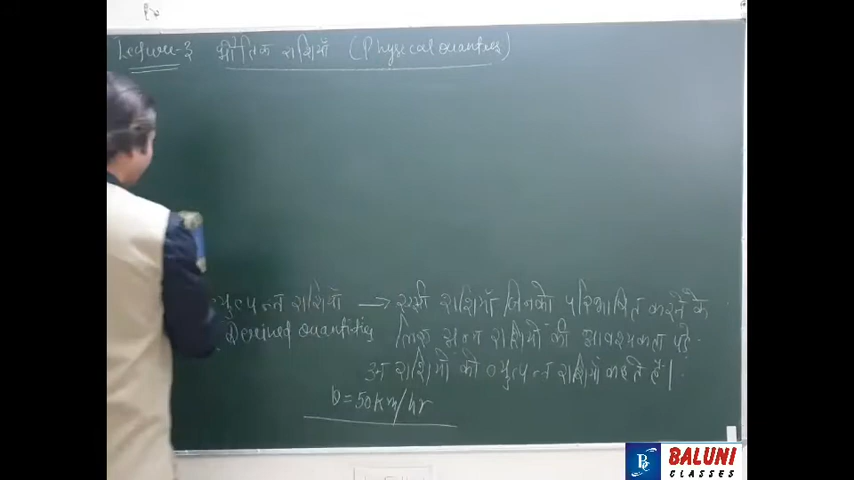 Lecture-3 भौतिक राशियाँ (Physical Quantities)
व्युत्पन्न राशियाँ → ऐसी राशियाँ जिनको परिभाषित करने के
Derived Quantities लिए अन्य राशियों की आवश्यकता पड़े
उन राशियों को व्युत्पन्न राशियां कहते हैं।
v = 50 km/hr
BALUNI
CLASSES